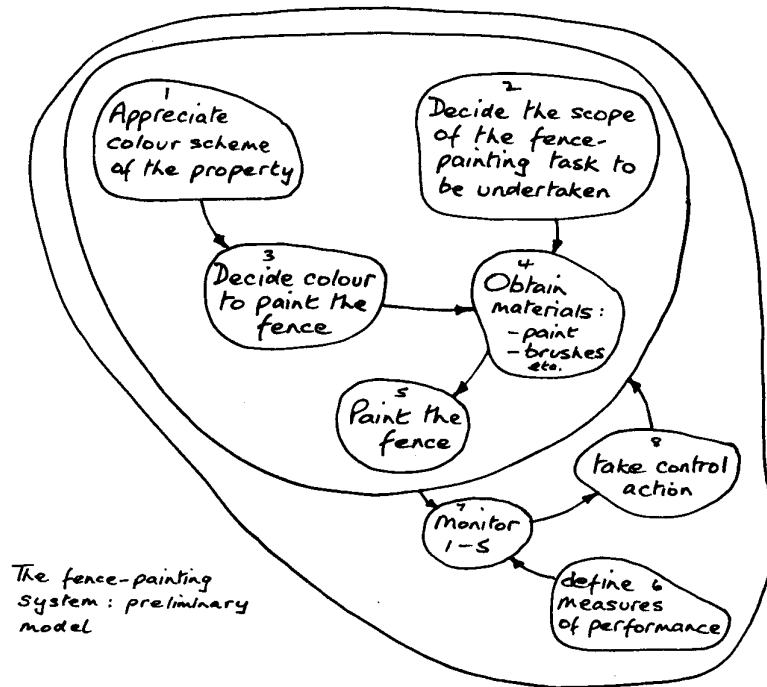 1
Appreciate
colour scheme
of the property
2
Decide the scope
of the fence-
painting task to
be undertaken
3
Decide colour
to paint the
fence
4
Obtain
materials:
-paint
-brushes
etc.
5
Paint the
fence
8
take control
action
7
monitor
1-5
define 6
measures
of performance
The fence-painting
system: preliminary
model